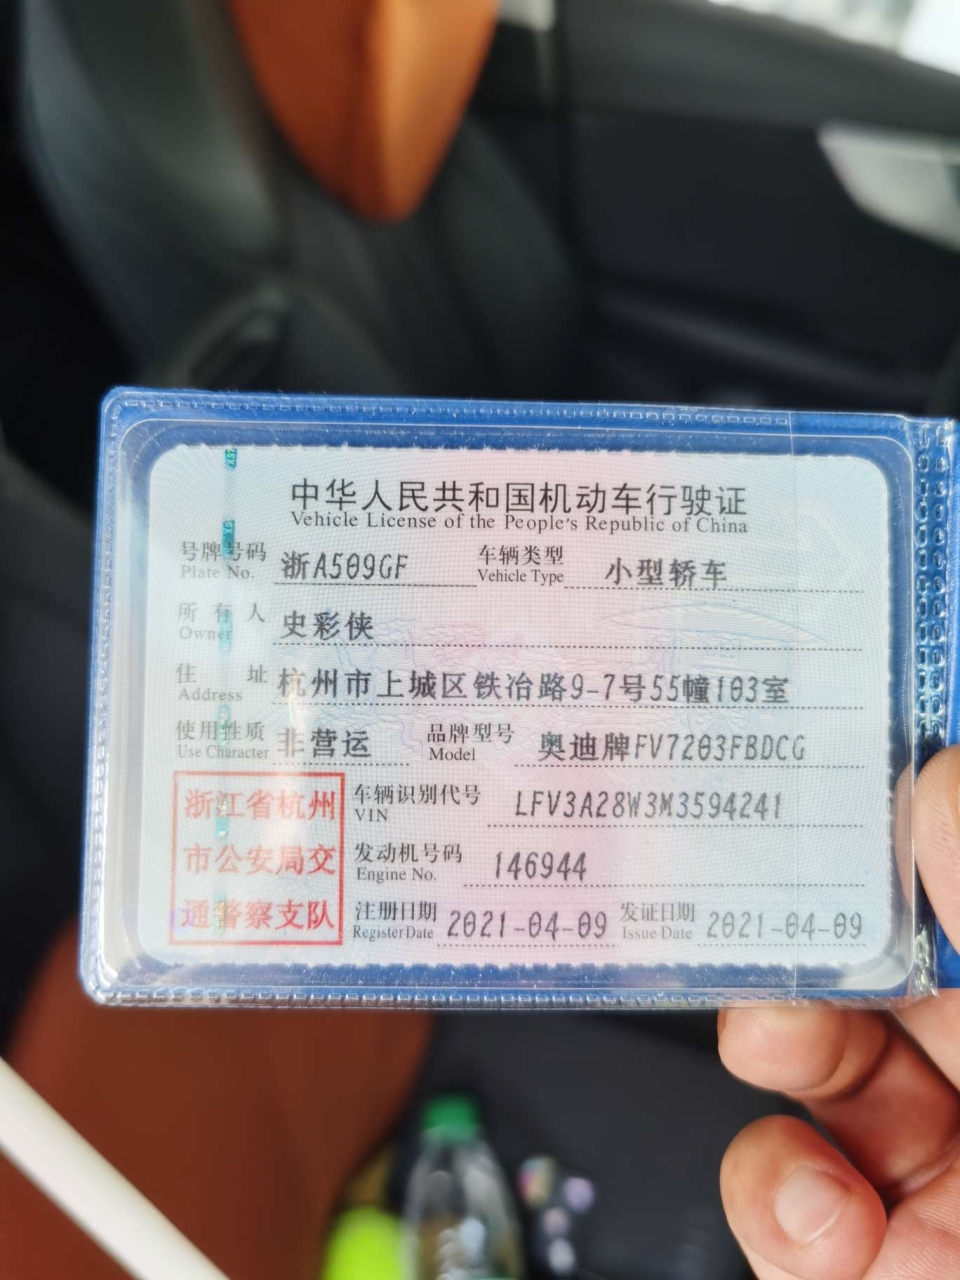 中华人民共和国机动车行驶证
Vehicle License of the People's Republic of China
号牌号码 浙A509GF 车辆类型 小型轿车
Plate No. Vehicle Type
所有人 史彩侠
Owner
住址 杭州市上城区铁冶路9-7号55幢103室
Address
使用性质 非营运 品牌型号 奥迪牌FV7203FBDCG
Use Character Model
浙江省杭州
市公安局交
通警察支队
车辆识别代号 LFV3A28W3M3594241
VIN
发动机号码 146944
Engine No.
注册日期 2021-04-09 发证日期 2021-04-09
Register Date Issue Date